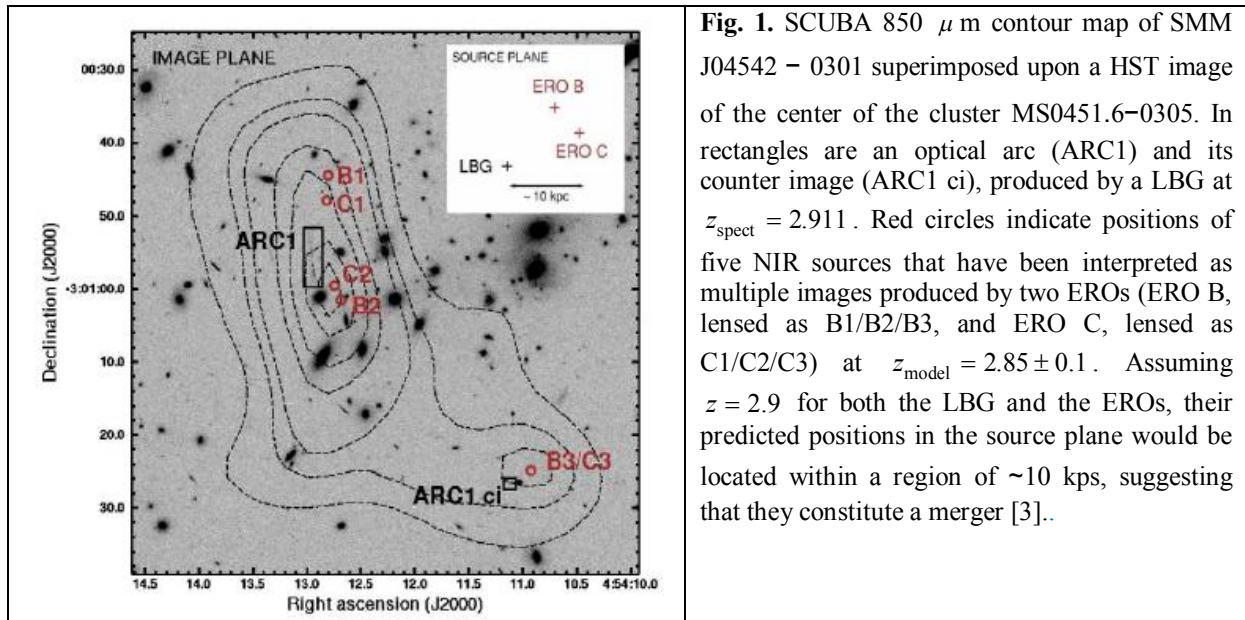 IMAGE PLANE
SOURCE PLANE
ERO B
ERO C
LBG
~ 10 kpc
B1
C1
ARC1
C2
B2
B3/C3
ARC1 ci
00:30.0
40.0
50.0
-3:01:00.0
10.0
20.0
30.0
Declination (J2000)
14.5 14.0 13.5 13.0 12.5 12.0 11.5 11.0 10.5 4:54:10.0
Right ascension (J2000)
Fig. 1. SCUBA 850 μm contour map of SMM
J04542 − 0301 superimposed upon a HST image
of the center of the cluster MS0451.6−0305. In
rectangles are an optical arc (ARC1) and its
counter image (ARC1 ci), produced by a LBG at
z_spect = 2.911. Red circles indicate positions of
five NIR sources that have been interpreted as
multiple images produced by two EROs (ERO B,
lensed as B1/B2/B3, and ERO C, lensed as
C1/C2/C3) at z_model = 2.85 ± 0.1. Assuming
z = 2.9 for both the LBG and the EROs, their
predicted positions in the source plane would be
located within a region of ~10 kps, suggesting
that they constitute a merger [3]..